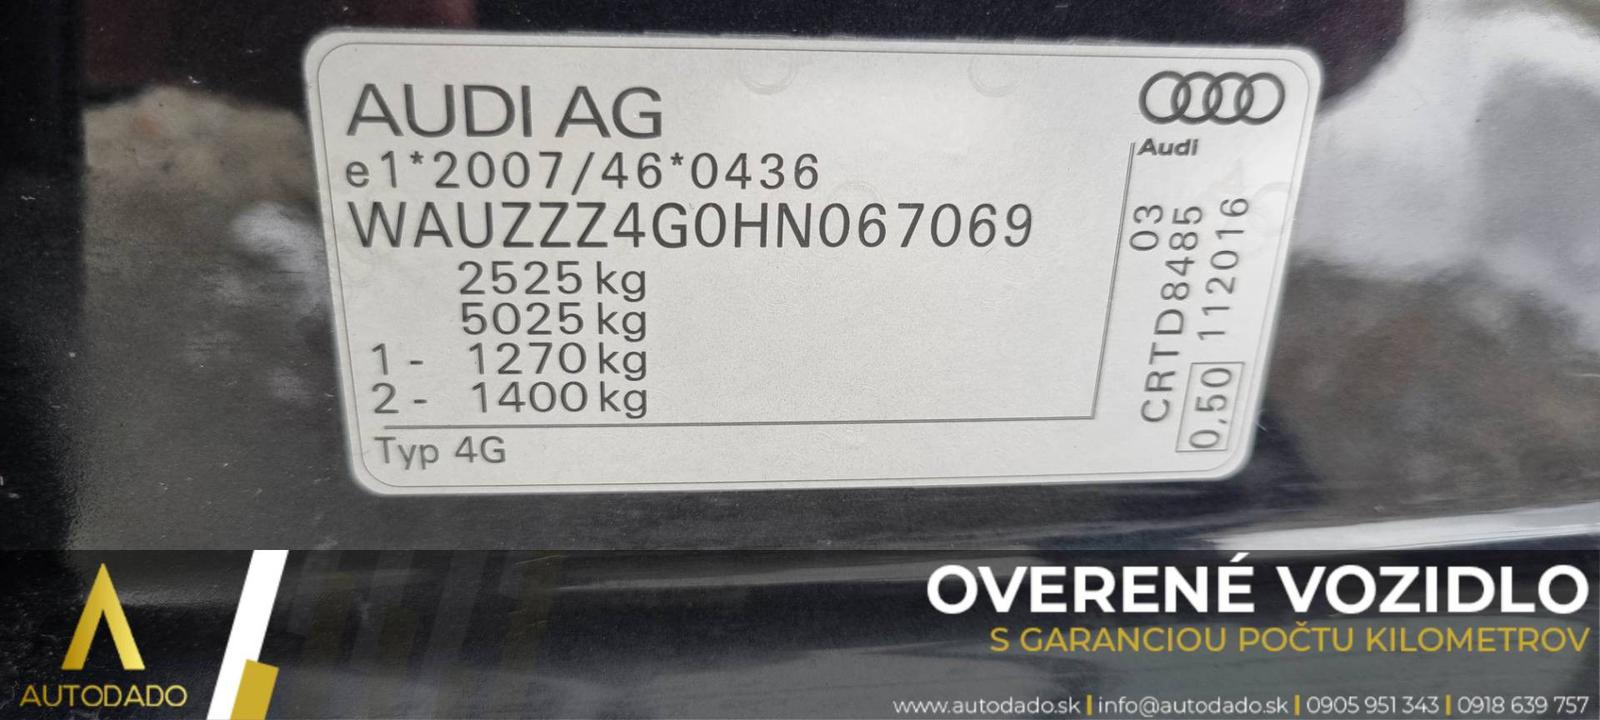 AUDI AG
e1*2007/46*0436
WAUZZZ4G0HN067069
2525 kg
5025 kg
1 - 1270 kg
2 - 1400 kg
Typ 4G
Audi
03
CRTD8485
0,50 112016
AUTODADO
OVERENÉ VOZIDLO
S GARANCIOU POČTU KILOMETROV
www.autodado.sk | info@autodado.sk | 0905 951 343 | 0918 639 757